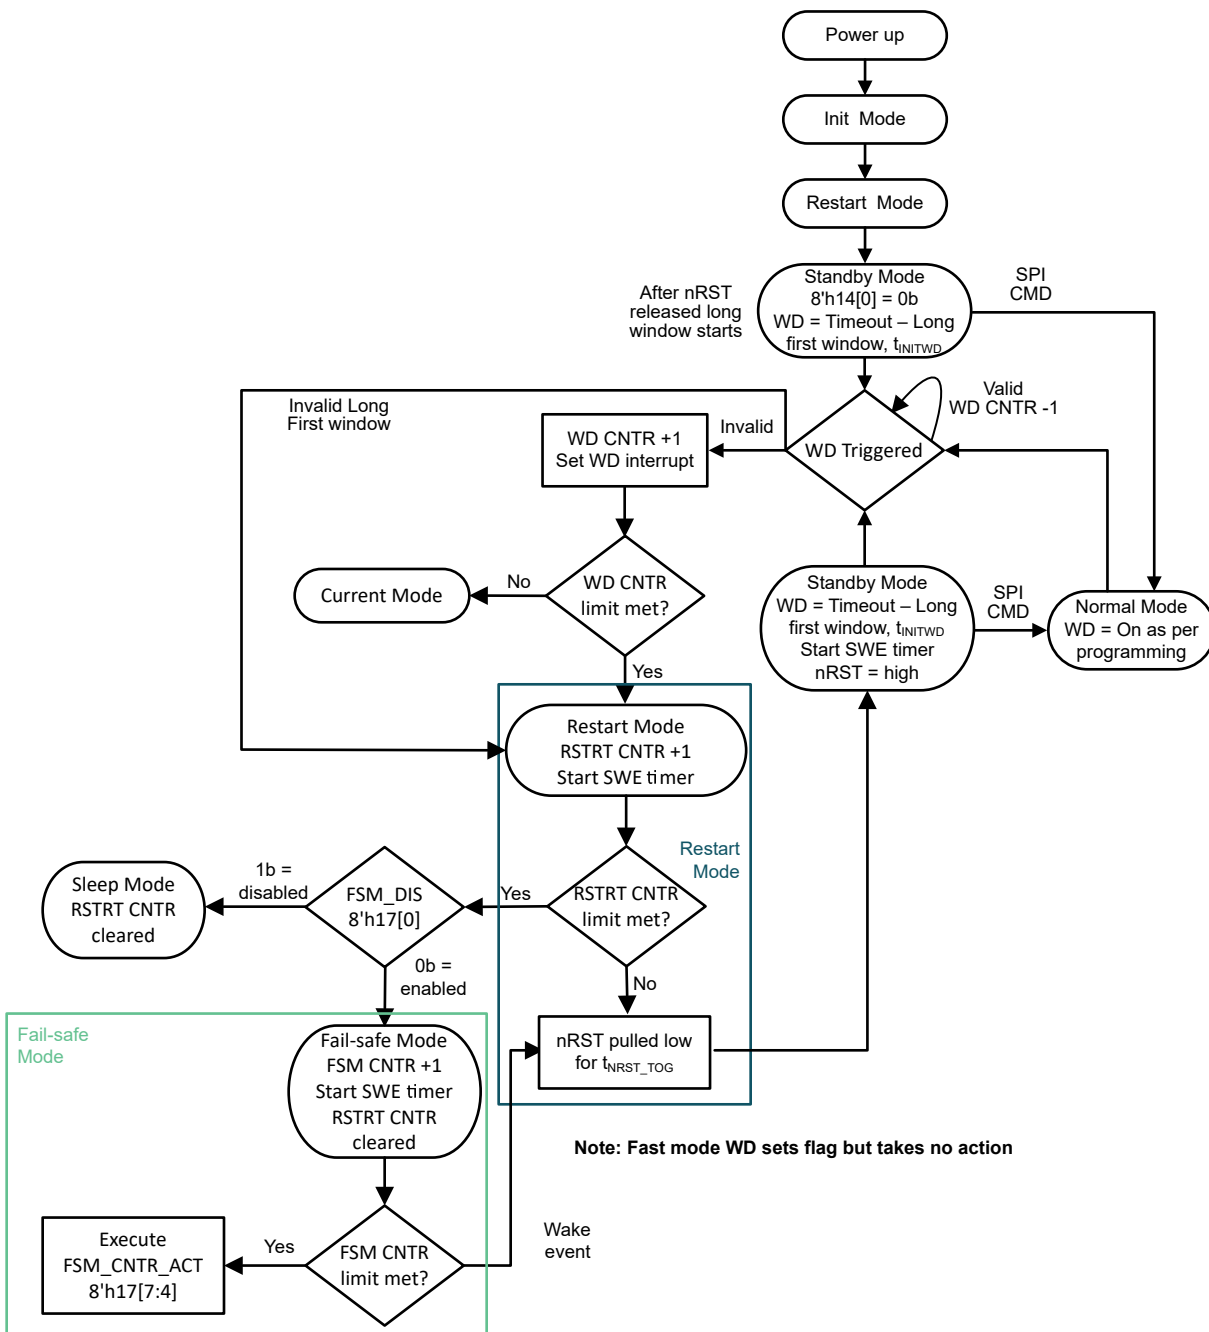 Power up
Init Mode
Restart Mode
Standby Mode
8'h14[0] = 0b
WD = Timeout – Long
first window, tINITWD
After nRST
released long
window starts
SPI
CMD
Invalid Long
First window
Valid
WD CNTR -1
WD Triggered
Invalid
WD CNTR +1
Set WD interrupt
WD CNTR
limit met?
No
Current Mode
Standby Mode
WD = Timeout – Long
first window, tINITWD
Start SWE timer
nRST = high
SPI
CMD
Normal Mode
WD = On as per
programming
Yes
Restart Mode
RSTRT CNTR +1
Start SWE timer
Restart
Mode
RSTRT CNTR
limit met?
Yes
FSM_DIS
8'h17[0]
1b =
disabled
Sleep Mode
RSTRT CNTR
cleared
0b =
enabled
No
nRST pulled low
for tNRST_TOG
Fail-safe
Mode
Fail-safe Mode
FSM CNTR +1
Start SWE timer
RSTRT CNTR
cleared
Note: Fast mode WD sets flag but takes no action
FSM CNTR
limit met?
Yes
Execute
FSM_CNTR_ACT
8'h17[7:4]
Wake
event